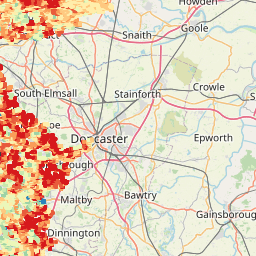 Howden
Goole
Snaith
Crowle
South Elmsall
Stainforth
Doncaster
Epworth
Maltby
Bawtry
Gainsborough
Dinnington